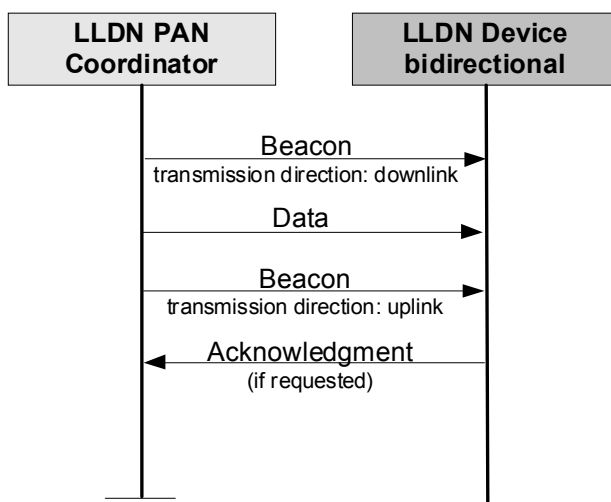 LLDN PAN
Coordinator
LLDN Device
bidirectional
Beacon
transmission direction: downlink
Data
Beacon
transmission direction: uplink
Acknowledgment
(if requested)